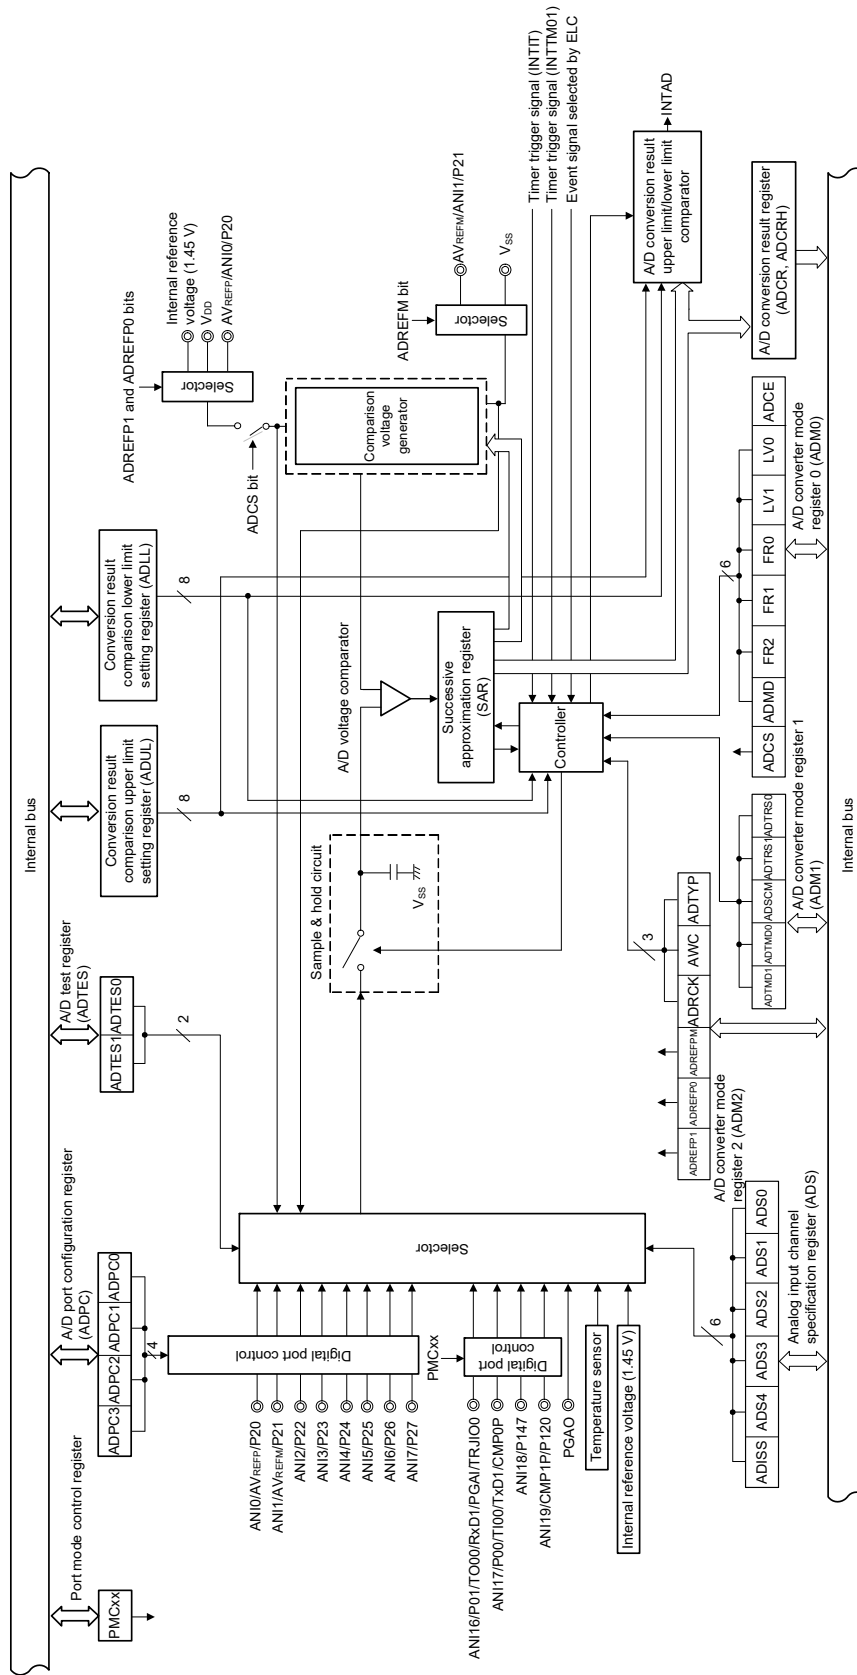 Internal bus
Port mode control register
PMCxx
A/D port configuration register
(ADPC)
ADPC3
ADPC2
ADPC1
ADPC0
4
A/D test register
(ADTES)
ADTES1
ADTES0
2
Conversion result
comparison upper limit
setting register (ADUL)
8
Conversion result
comparison lower limit
setting register (ADLL)
8
ADREFP1 and ADREFP0 bits
Selector
Internal reference
voltage (1.45 V)
VDD
AVREFP/ANI0/P20
ADCS bit
Comparison
voltage
generator
ADREFM bit
Selector
AVREFM/ANI1/P21
VSS
Digital port control
ANI0/AVREFP/P20
ANI1/AVREFM/P21
ANI2/P22
ANI3/P23
ANI4/P24
ANI5/P25
ANI6/P26
ANI7/P27
PMCxx
Digital port
control
ANI16/P01/TO00/RxD1/PGAI/TRJIO0
ANI17/P00/TI00/TxD1/CMP0P
ANI18/P147
ANI19/CMP1P/P120
PGAO
Temperature sensor
Internal reference voltage (1.45 V)
Selector
Sample & hold circuit
VSS
A/D voltage comparator
Successive
approximation register
(SAR)
Controller
Timer trigger signal (INTIT)
Timer trigger signal (INTTM01)
Event signal selected by ELC
A/D conversion result
upper limit/lower limit
comparator
INTAD
A/D conversion result register
(ADCR, ADCRH)
6
ADISS
ADS4
ADS3
ADS2
ADS1
ADS0
Analog input channel
specification register (ADS)
3
ADREFP1
ADREFP0
ADREFPM
ADRCK
AWC
ADTYP
A/D converter mode
register 2 (ADM2)
ADTMD1
ADTMD0
ADSCM
ADTRS1
ADTRS0
A/D converter mode register 1
(ADM1)
6
ADCS
ADMD
FR2
FR1
FR0
LV1
LV0
ADCE
A/D converter mode
register 0 (ADM0)
Internal bus